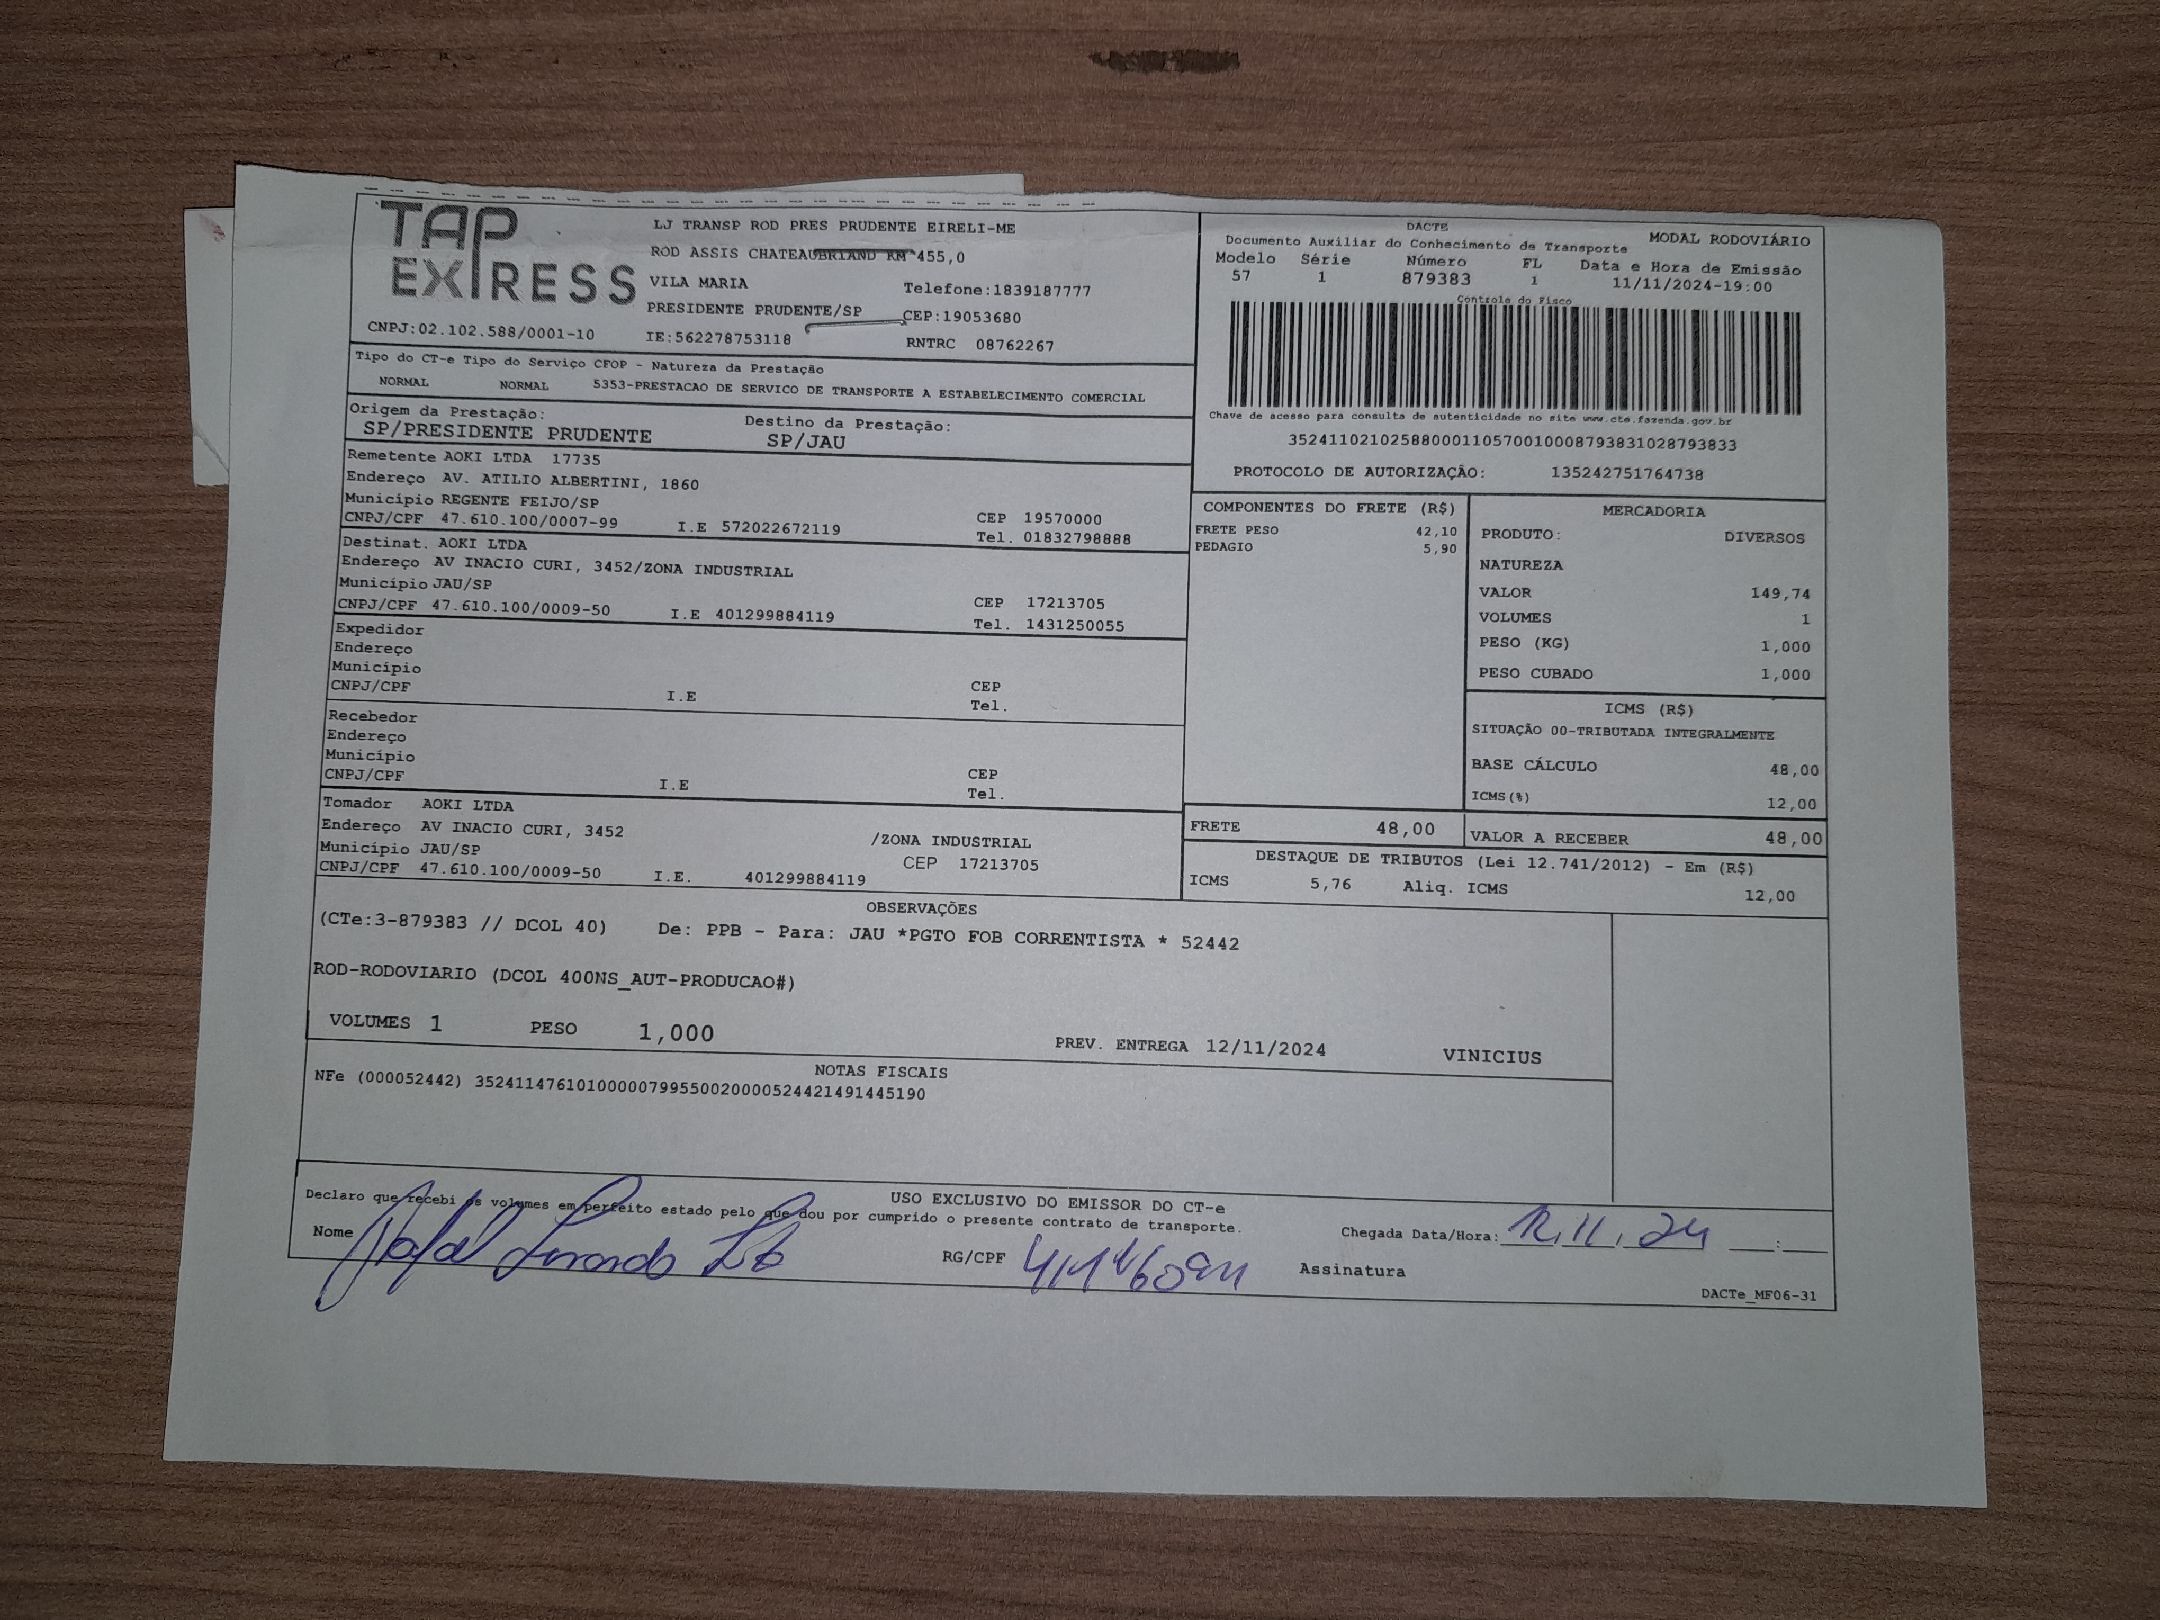 TAP
EXPRESS
LJ TRANSP ROD PRES PRUDENTE EIRELI-ME
ROD ASSIS CHATEAUBRIAND KM 455,0
VILA MARIA Telefone:1839187777
PRESIDENTE PRUDENTE/SP CEP:19053680
CNPJ:02.102.588/0001-10 IE:562278753118 RNTRC 08762267
DACTE
Documento Auxiliar do Conhecimento de Transporte MODAL RODOVIÁRIO
Modelo Série Número FL Data e Hora de Emissão
57 1 879383 1 11/11/2024-19:00
Controle do Fisco
Chave de acesso para consulta de autenticidade no site www.cte.fazenda.gov.br
35241102102588000110570010008793831028793833
PROTOCOLO DE AUTORIZAÇÃO: 135242751764738
Tipo do CT-e Tipo do Serviço CFOP - Natureza da Prestação
NORMAL NORMAL 5353-PRESTACAO DE SERVICO DE TRANSPORTE A ESTABELECIMENTO COMERCIAL
Origem da Prestação: Destino da Prestação:
SP/PRESIDENTE PRUDENTE SP/JAU
Remetente AOKI LTDA 17735
Endereço AV. ATILIO ALBERTINI, 1860
Município REGENTE FEIJO/SP CEP 19570000
CNPJ/CPF 47.610.100/0007-99 I.E 572022672119 Tel. 01832798888
Destinat. AOKI LTDA
Endereço AV INACIO CURI, 3452/ZONA INDUSTRIAL
Município JAU/SP CEP 17213705
CNPJ/CPF 47.610.100/0009-50 I.E 401299884119 Tel. 1431250055
Expedidor
Endereço
Município CEP
CNPJ/CPF I.E Tel.
Recebedor
Endereço
Município CEP
CNPJ/CPF I.E Tel.
Tomador AOKI LTDA
Endereço AV INACIO CURI, 3452 /ZONA INDUSTRIAL
Município JAU/SP CEP 17213705
CNPJ/CPF 47.610.100/0009-50 I.E. 401299884119
COMPONENTES DO FRETE (R$)
FRETE PESO 42,10
PEDAGIO 5,90
MERCADORIA
PRODUTO: DIVERSOS
NATUREZA
VALOR 149,74
VOLUMES 1
PESO (KG) 1,000
PESO CUBADO 1,000
ICMS (R$)
SITUAÇÃO 00-TRIBUTADA INTEGRALMENTE
BASE CÁLCULO 48,00
ICMS(%) 12,00
FRETE 48,00 VALOR A RECEBER 48,00
DESTAQUE DE TRIBUTOS (Lei 12.741/2012) - Em (R$)
ICMS 5,76 Aliq. ICMS 12,00
OBSERVAÇÕES
(CTe:3-879383 // DCOL 40) De: PPB - Para: JAU *PGTO FOB CORRENTISTA * 52442
ROD-RODOVIARIO (DCOL 400NS_AUT-PRODUCAO#)
VOLUMES 1 PESO 1,000 PREV. ENTREGA 12/11/2024 VINICIUS
NOTAS FISCAIS
NFe (000052442) 35241147610100000799550020000524421491445190
USO EXCLUSIVO DO EMISSOR DO CT-e
Declaro que recebi os volumes em perfeito estado pelo que dou por cumprido o presente contrato de transporte.
Nome Rafael RG/CPF Assinatura
Chegada Data/Hora: 12.11.24 __:__
DACTe_MF06-31